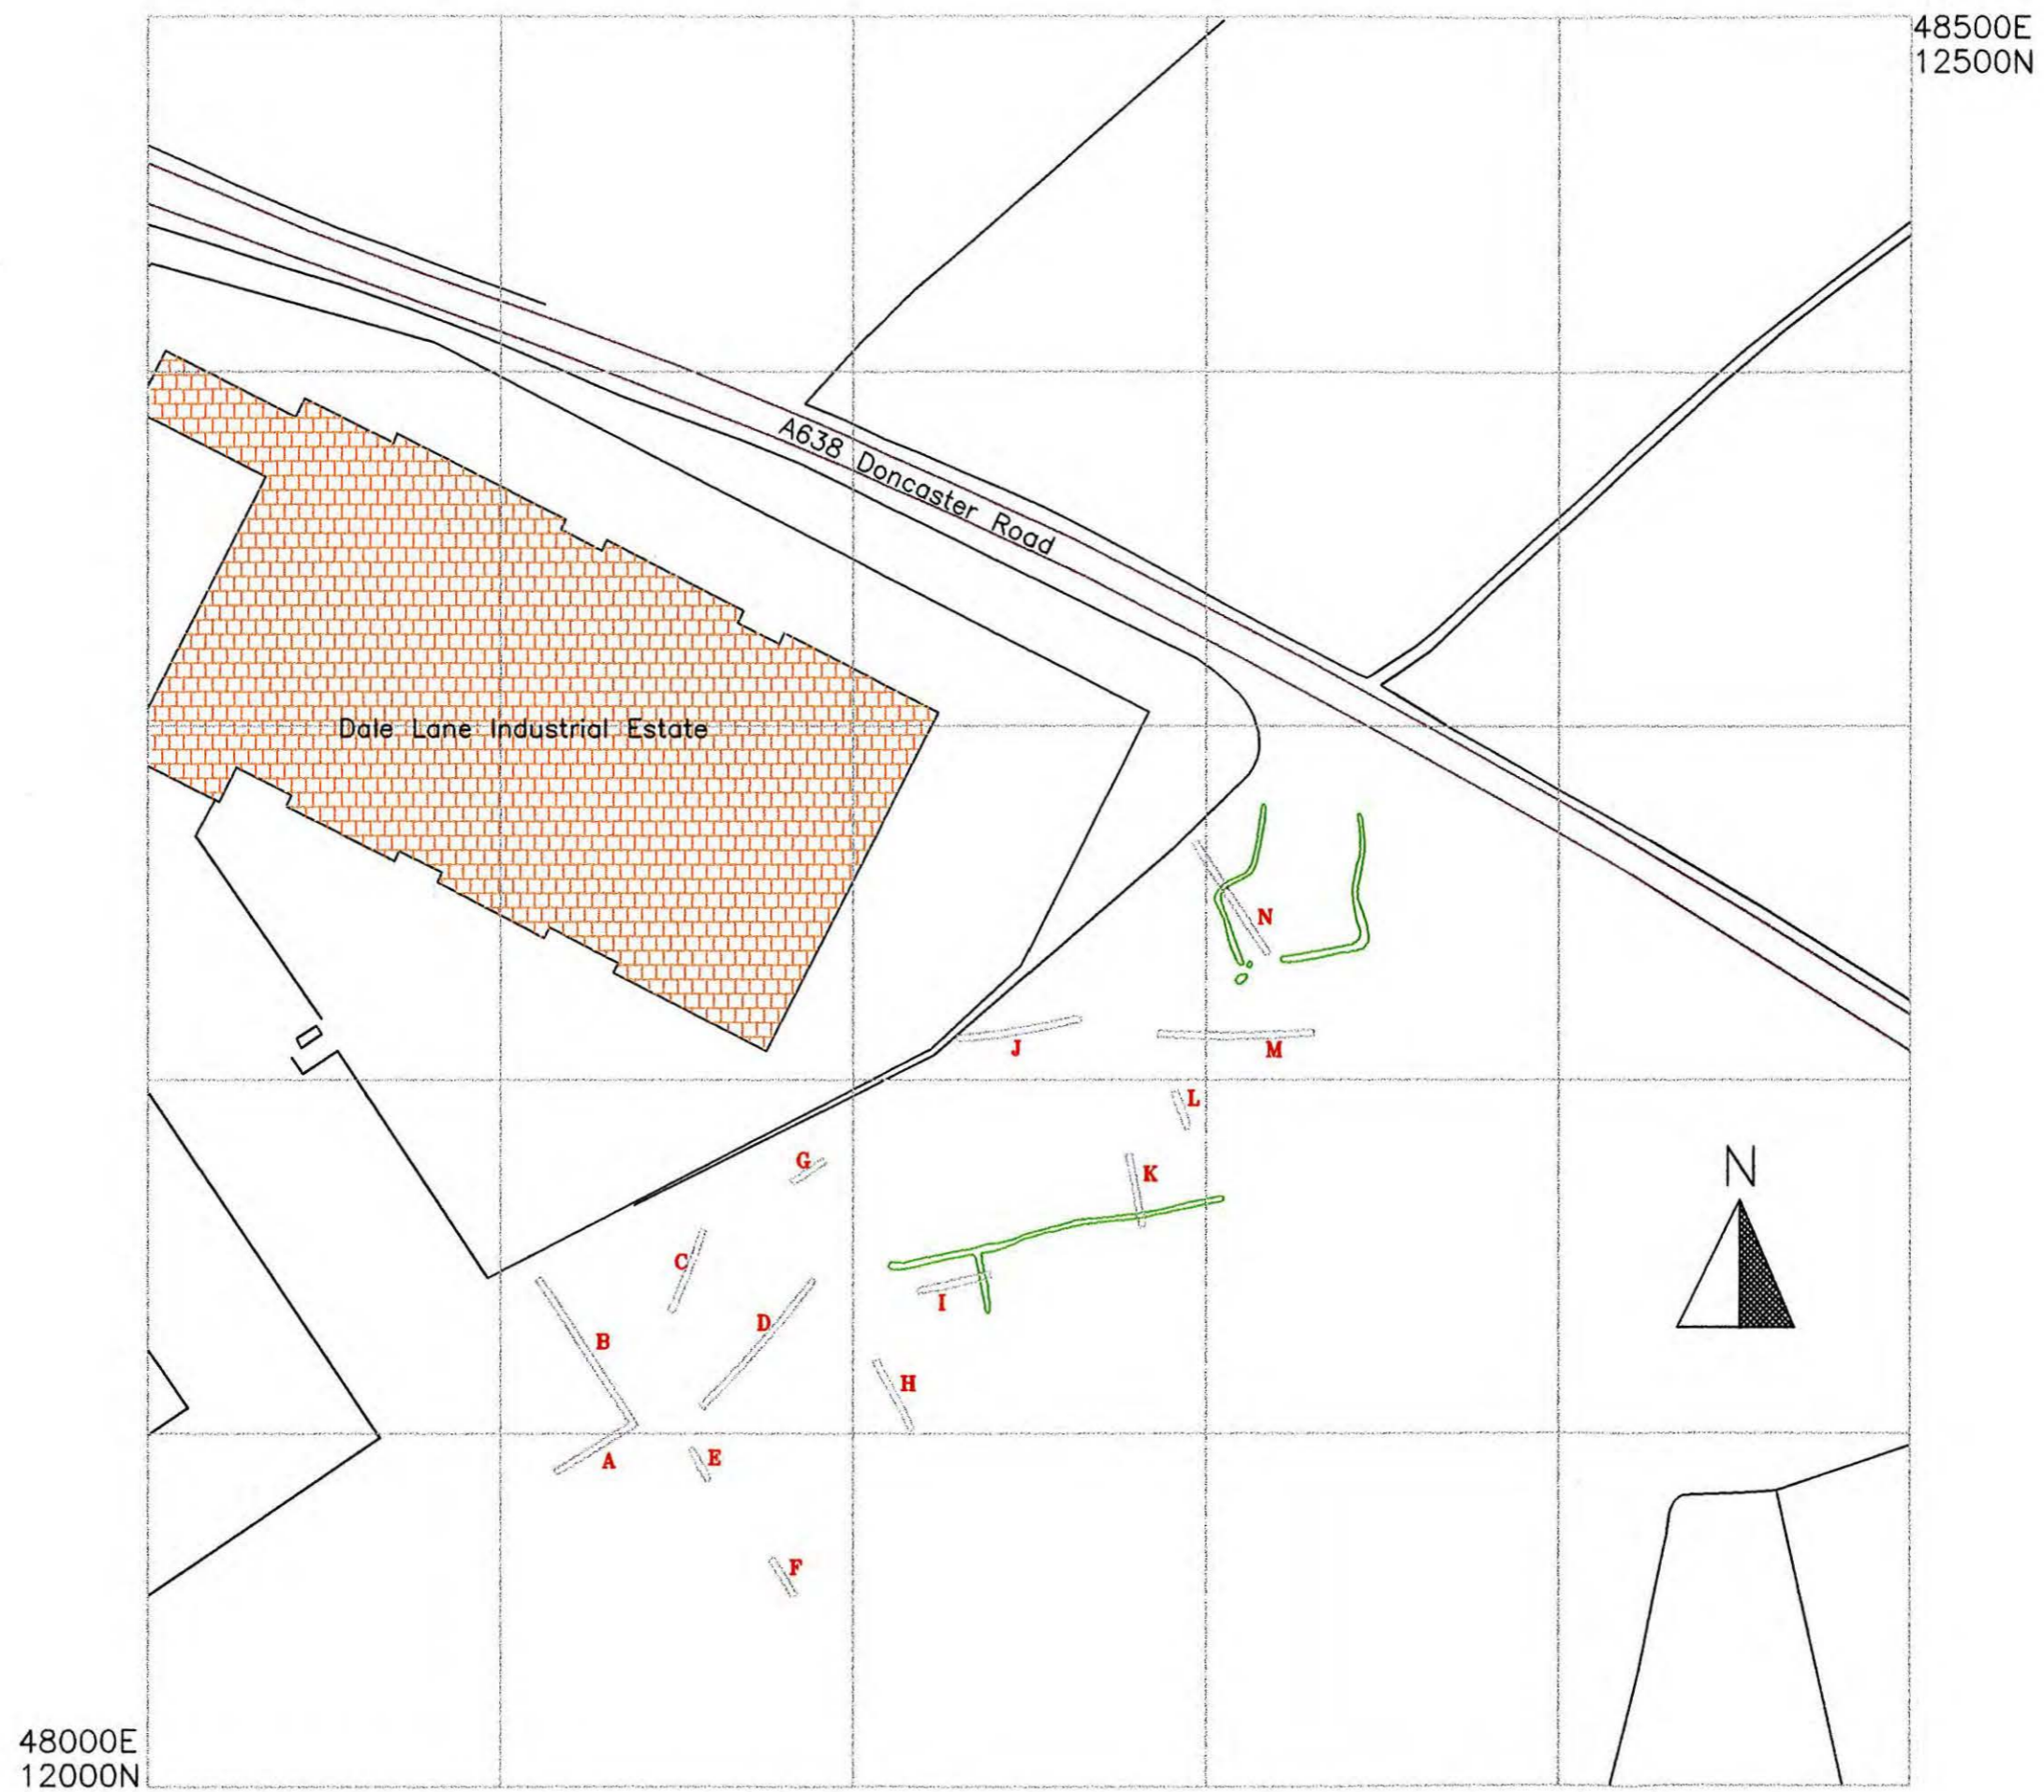 48500E
12500N
A638 Doncaster Road
Dale Lane Industrial Estate
N
J
M
L
G
K
N
C
I
D
B
H
E
A
F
48000E
12000N